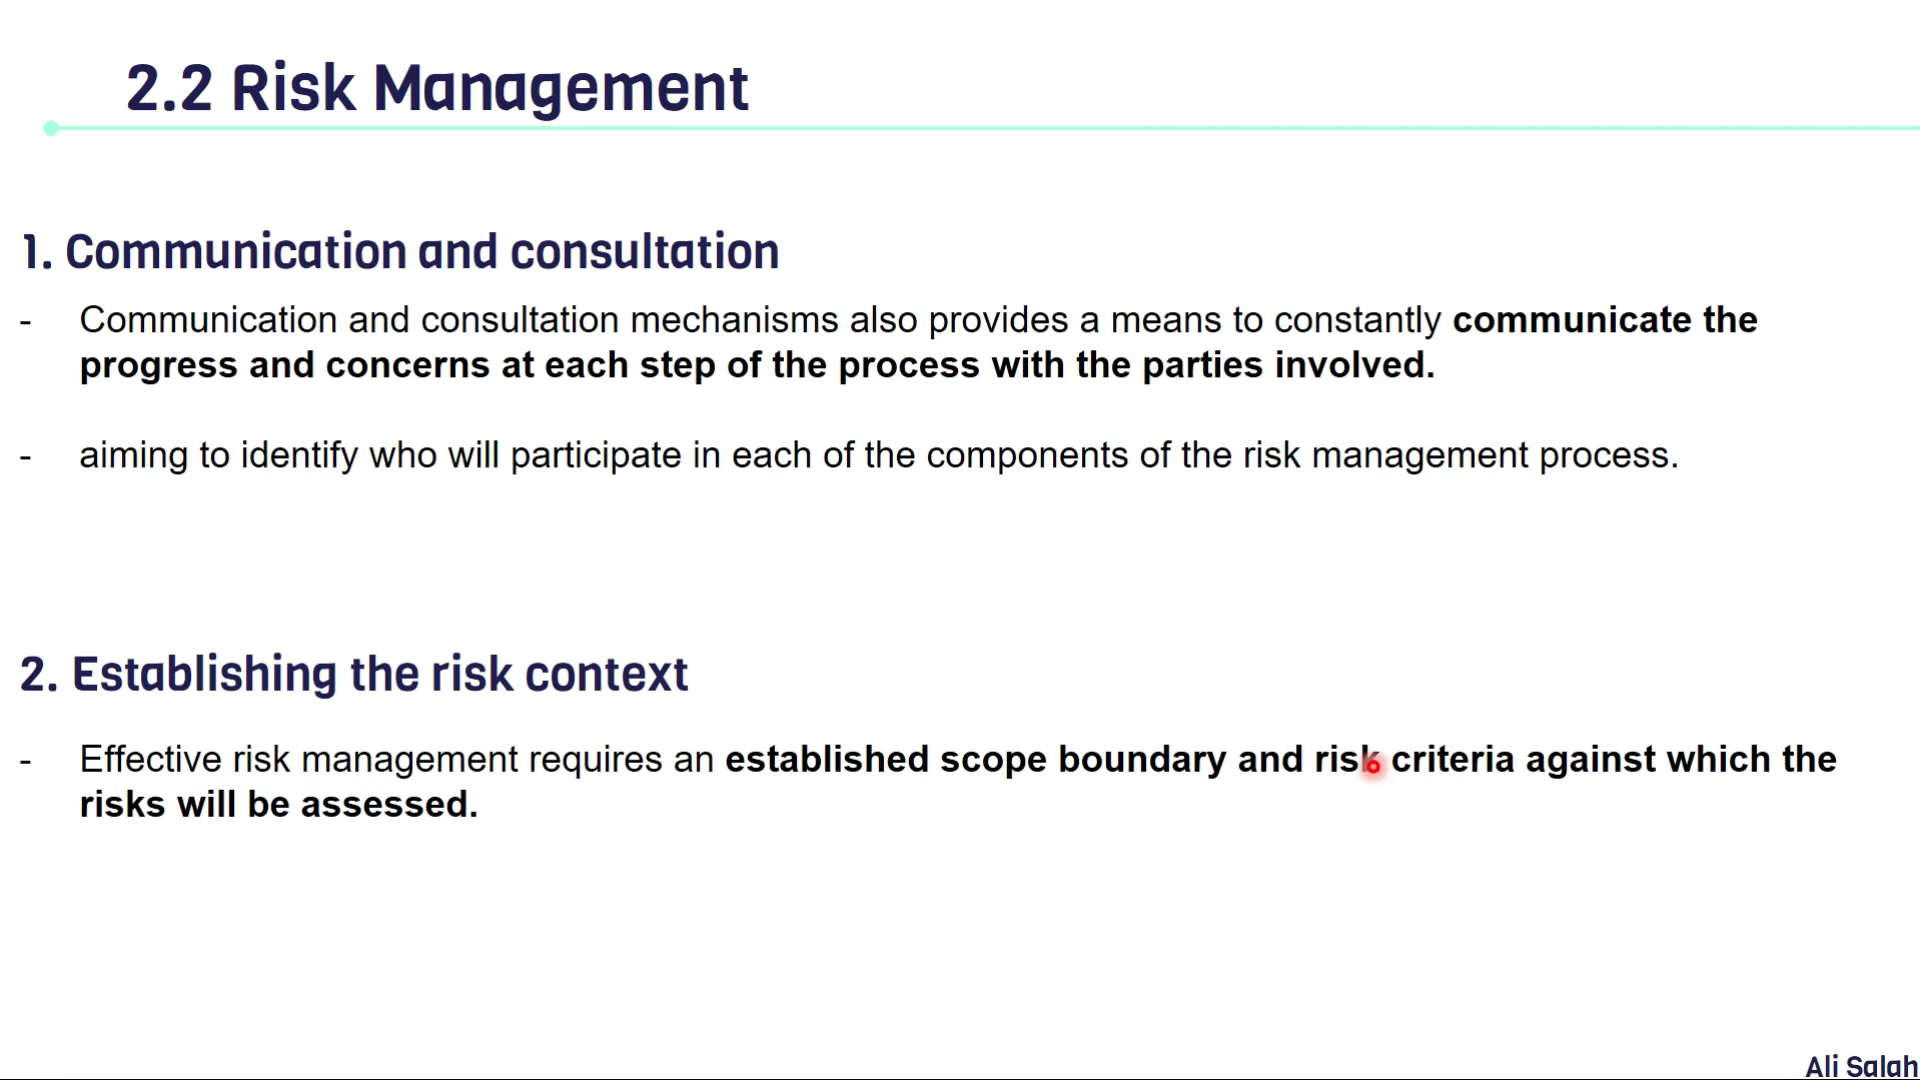 2.2 Risk Management
1. Communication and consultation
- Communication and consultation mechanisms also provides a means to constantly communicate the
progress and concerns at each step of the process with the parties involved.
- aiming to identify who will participate in each of the components of the risk management process.
2. Establishing the risk context
- Effective risk management requires an established scope boundary and risk criteria against which the
risks will be assessed.
Ali Salah